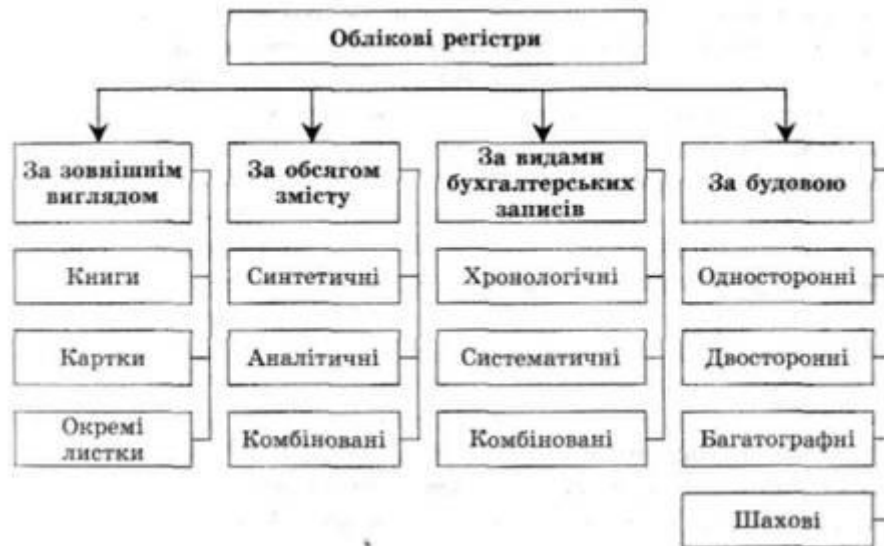 Облікові регістри
За зовнішнім
виглядом
Книги
Картки
Окремі
листки
За обсягом
змісту
Синтетичні
Аналітичні
Комбіновані
За видами
бухгалтерських
записів
Хронологічні
Систематичні
Комбіновані
За будовою
Односторонні
Двосторонні
Багатографні
Шахові